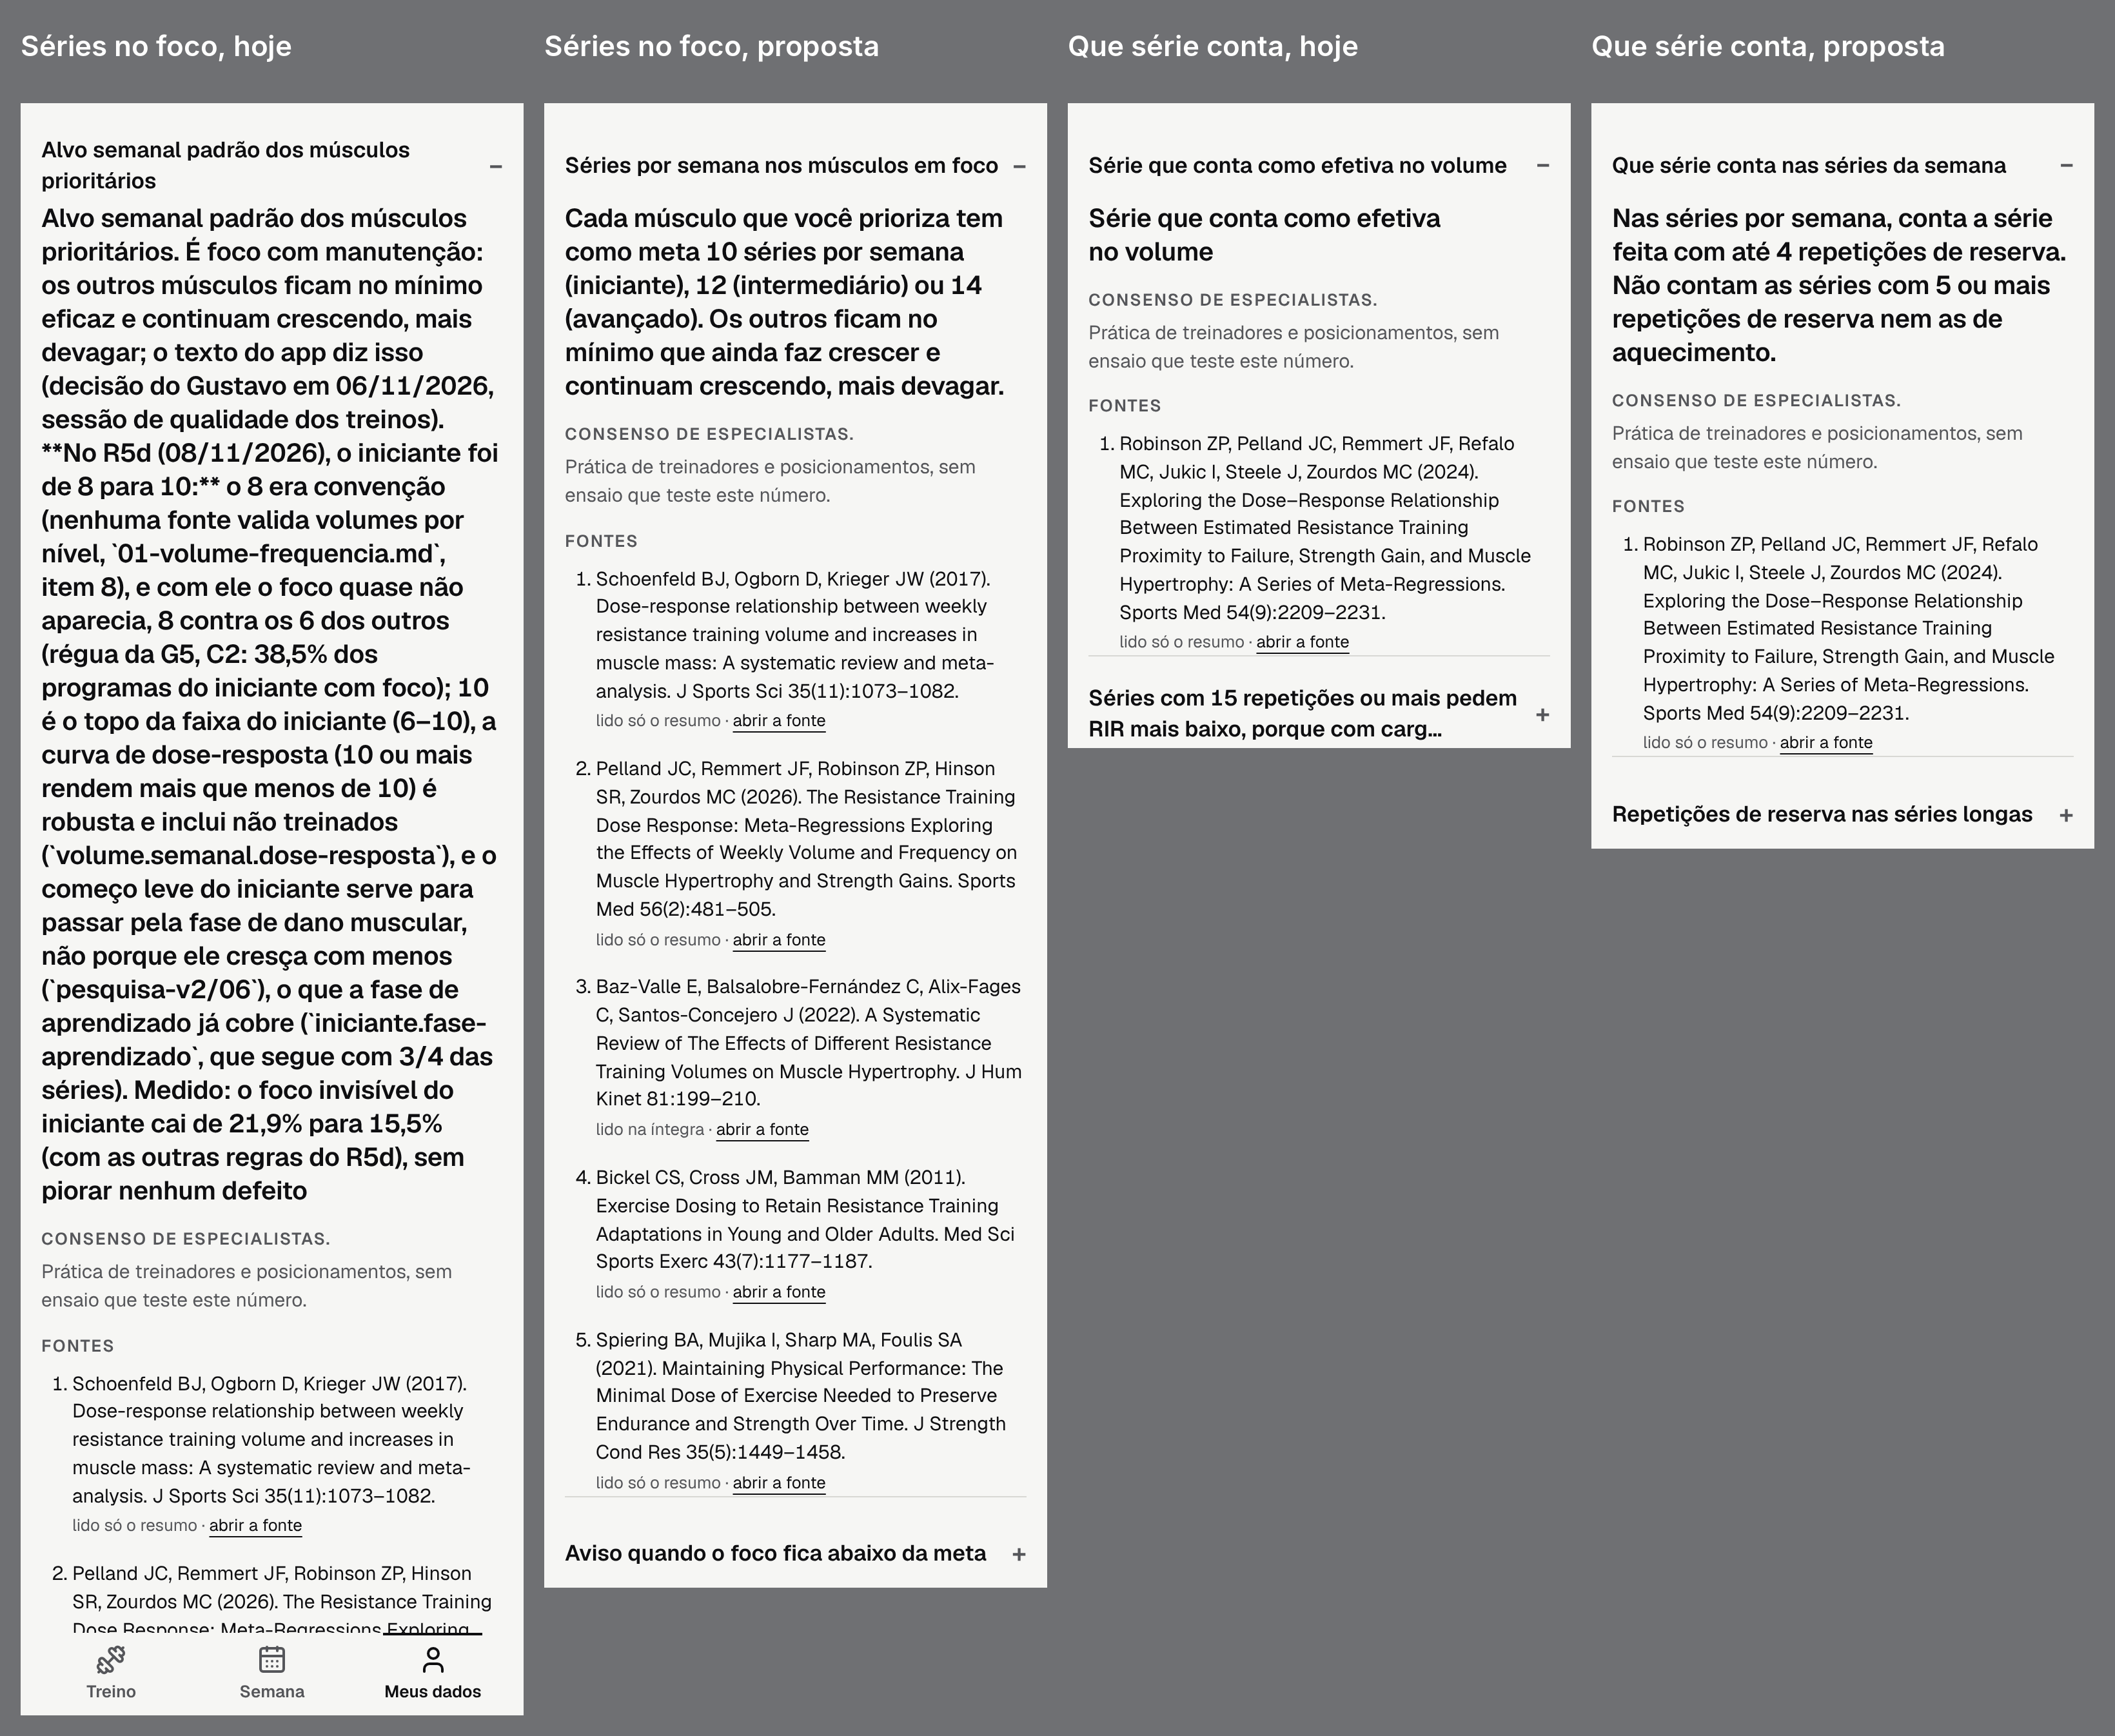 Séries no foco, hoje
Alvo semanal padrão dos músculos
prioritários
–
Alvo semanal padrão dos músculos
prioritários. É foco com manutenção:
os outros músculos ficam no mínimo
eficaz e continuam crescendo, mais
devagar; o texto do app diz isso
(decisão do Gustavo em 06/11/2026,
sessão de qualidade dos treinos).
**No R5d (08/11/2026), o iniciante foi
de 8 para 10:** o 8 era convenção
(nenhuma fonte valida volumes por
nível, `01-volume-frequencia.md`,
item 8), e com ele o foco quase não
aparecia, 8 contra os 6 dos outros
(régua da G5, C2: 38,5% dos
programas do iniciante com foco); 10
é o topo da faixa do iniciante (6–10), a
curva de dose-resposta (10 ou mais
rendem mais que menos de 10) é
robusta e inclui não treinados
(`volume.semanal.dose-resposta`), e o
começo leve do iniciante serve para
passar pela fase de dano muscular,
não porque ele cresça com menos
(`pesquisa-v2/06`), o que a fase de
aprendizado já cobre (`iniciante.fase-
aprendizado`, que segue com 3/4 das
séries). Medido: o foco invisível do
iniciante cai de 21,9% para 15,5%
(com as outras regras do R5d), sem
piorar nenhum defeito
CONSENSO DE ESPECIALISTAS.
Prática de treinadores e posicionamentos, sem
ensaio que teste este número.
FONTES
1. Schoenfeld BJ, Ogborn D, Krieger JW (2017).
Dose-response relationship between weekly
resistance training volume and increases in
muscle mass: A systematic review and meta-
analysis. J Sports Sci 35(11):1073–1082.
lido só o resumo · abrir a fonte
2. Pelland JC, Remmert JF, Robinson ZP, Hinson
SR, Zourdos MC (2026). The Resistance Training
Dose Response: Meta-Regressions Exploring
Treino
Semana
Meus dados
Séries no foco, proposta
Séries por semana nos músculos em foco –
Cada músculo que você prioriza tem
como meta 10 séries por semana
(iniciante), 12 (intermediário) ou 14
(avançado). Os outros ficam no
mínimo que ainda faz crescer e
continuam crescendo, mais devagar.
CONSENSO DE ESPECIALISTAS.
Prática de treinadores e posicionamentos, sem
ensaio que teste este número.
FONTES
1. Schoenfeld BJ, Ogborn D, Krieger JW (2017).
Dose-response relationship between weekly
resistance training volume and increases in
muscle mass: A systematic review and meta-
analysis. J Sports Sci 35(11):1073–1082.
lido só o resumo · abrir a fonte
2. Pelland JC, Remmert JF, Robinson ZP, Hinson
SR, Zourdos MC (2026). The Resistance Training
Dose Response: Meta-Regressions Exploring
the Effects of Weekly Volume and Frequency on
Muscle Hypertrophy and Strength Gains. Sports
Med 56(2):481–505.
lido só o resumo · abrir a fonte
3. Baz-Valle E, Balsalobre-Fernández C, Alix-Fages
C, Santos-Concejero J (2022). A Systematic
Review of The Effects of Different Resistance
Training Volumes on Muscle Hypertrophy. J Hum
Kinet 81:199–210.
lido na íntegra · abrir a fonte
4. Bickel CS, Cross JM, Bamman MM (2011).
Exercise Dosing to Retain Resistance Training
Adaptations in Young and Older Adults. Med Sci
Sports Exerc 43(7):1177–1187.
lido só o resumo · abrir a fonte
5. Spiering BA, Mujika I, Sharp MA, Foulis SA
(2021). Maintaining Physical Performance: The
Minimal Dose of Exercise Needed to Preserve
Endurance and Strength Over Time. J Strength
Cond Res 35(5):1449–1458.
lido só o resumo · abrir a fonte
Aviso quando o foco fica abaixo da meta +
Que série conta, hoje
Série que conta como efetiva no volume –
Série que conta como efetiva
no volume
CONSENSO DE ESPECIALISTAS.
Prática de treinadores e posicionamentos, sem
ensaio que teste este número.
FONTES
1. Robinson ZP, Pelland JC, Remmert JF, Refalo
MC, Jukic I, Steele J, Zourdos MC (2024).
Exploring the Dose–Response Relationship
Between Estimated Resistance Training
Proximity to Failure, Strength Gain, and Muscle
Hypertrophy: A Series of Meta-Regressions.
Sports Med 54(9):2209–2231.
lido só o resumo · abrir a fonte
Séries com 15 repetições ou mais pedem
RIR mais baixo, porque com carg…
+
Que série conta, proposta
Que série conta nas séries da semana –
Nas séries por semana, conta a série
feita com até 4 repetições de reserva.
Não contam as séries com 5 ou mais
repetições de reserva nem as de
aquecimento.
CONSENSO DE ESPECIALISTAS.
Prática de treinadores e posicionamentos, sem
ensaio que teste este número.
FONTES
1. Robinson ZP, Pelland JC, Remmert JF, Refalo
MC, Jukic I, Steele J, Zourdos MC (2024).
Exploring the Dose–Response Relationship
Between Estimated Resistance Training
Proximity to Failure, Strength Gain, and Muscle
Hypertrophy: A Series of Meta-Regressions.
Sports Med 54(9):2209–2231.
lido só o resumo · abrir a fonte
Repetições de reserva nas séries longas +